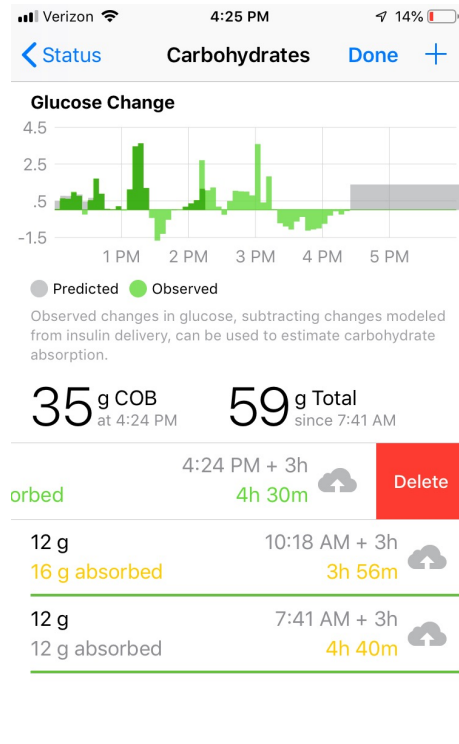 Verizon 4:25 PM 14%
Status Carbohydrates Done +
Glucose Change
4.5
2.5
.5
-1.5
1 PM 2 PM 3 PM 4 PM 5 PM
Predicted Observed
Observed changes in glucose, subtracting changes modeled
from insulin delivery, can be used to estimate carbohydrate
absorption.
35 g COB at 4:24 PM 59 g Total since 7:41 AM
4:24 PM + 3h
orbed 4h 30m Delete
12 g 10:18 AM + 3h
16 g absorbed 3h 56m
12 g 7:41 AM + 3h
12 g absorbed 4h 40m